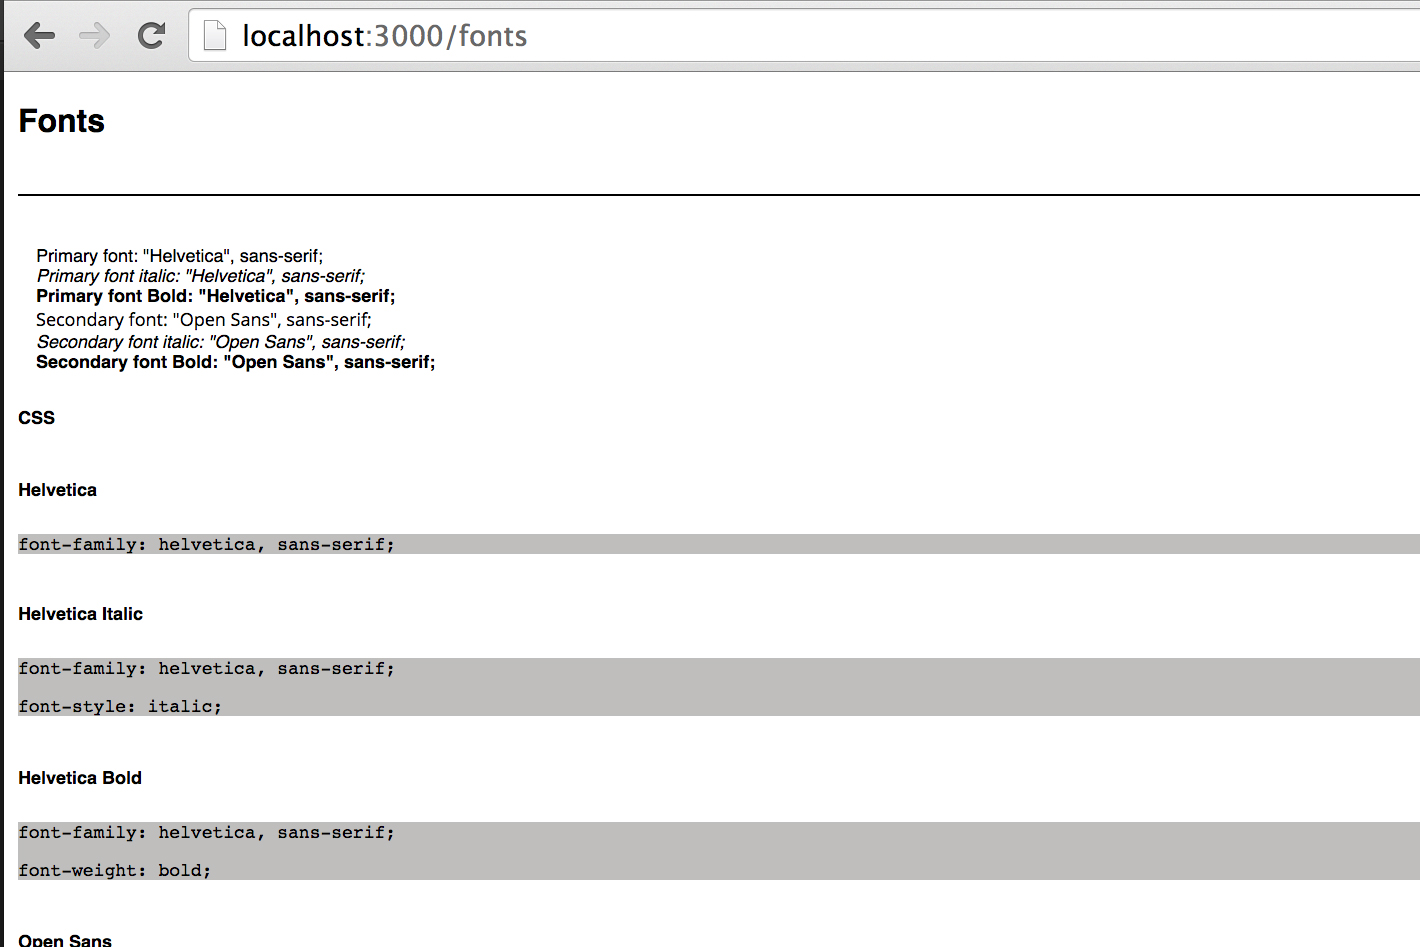 localhost:3000/fonts
Fonts
Primary font: "Helvetica", sans-serif;
Primary font italic: "Helvetica", sans-serif;
Primary font Bold: "Helvetica", sans-serif;
Secondary font: "Open Sans", sans-serif;
Secondary font italic: "Open Sans", sans-serif;
Secondary font Bold: "Open Sans", sans-serif;
CSS
Helvetica
font-family: helvetica, sans-serif;
Helvetica Italic
font-family: helvetica, sans-serif;
font-style: italic;
Helvetica Bold
font-family: helvetica, sans-serif;
font-weight: bold;
Open Sans